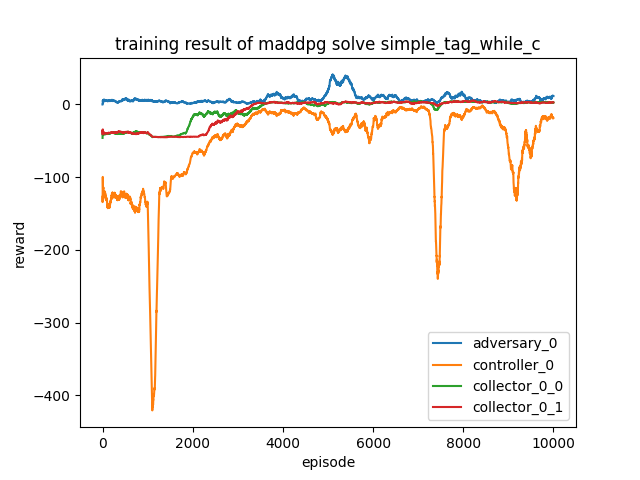 training result of maddpg solve simple_tag_while_c
reward
0
−100
−200
−300
−400
0
2000
4000
6000
8000
10000
episode
adversary_0
controller_0
collector_0_0
collector_0_1